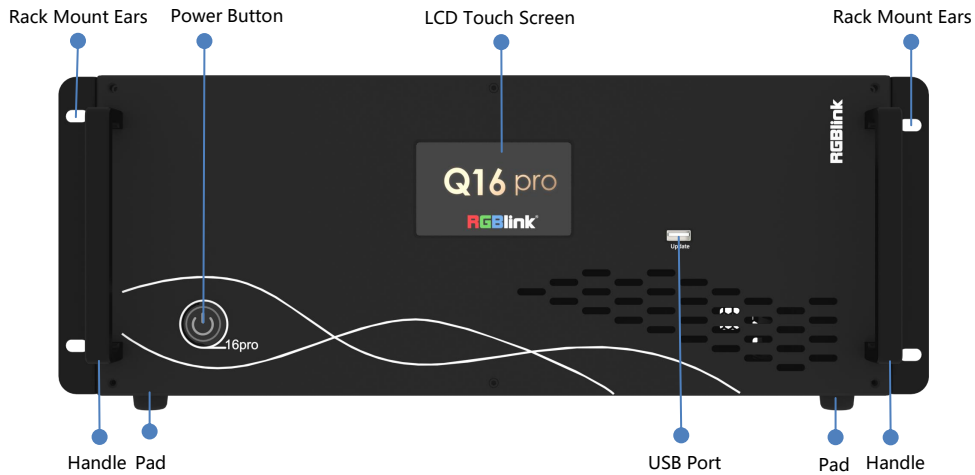 Rack Mount Ears
Power Button
LCD Touch Screen
Rack Mount Ears
RGBlink
Q16 pro
RGBlink®
Update
16pro
Handle
Pad
USB Port
Pad
Handle